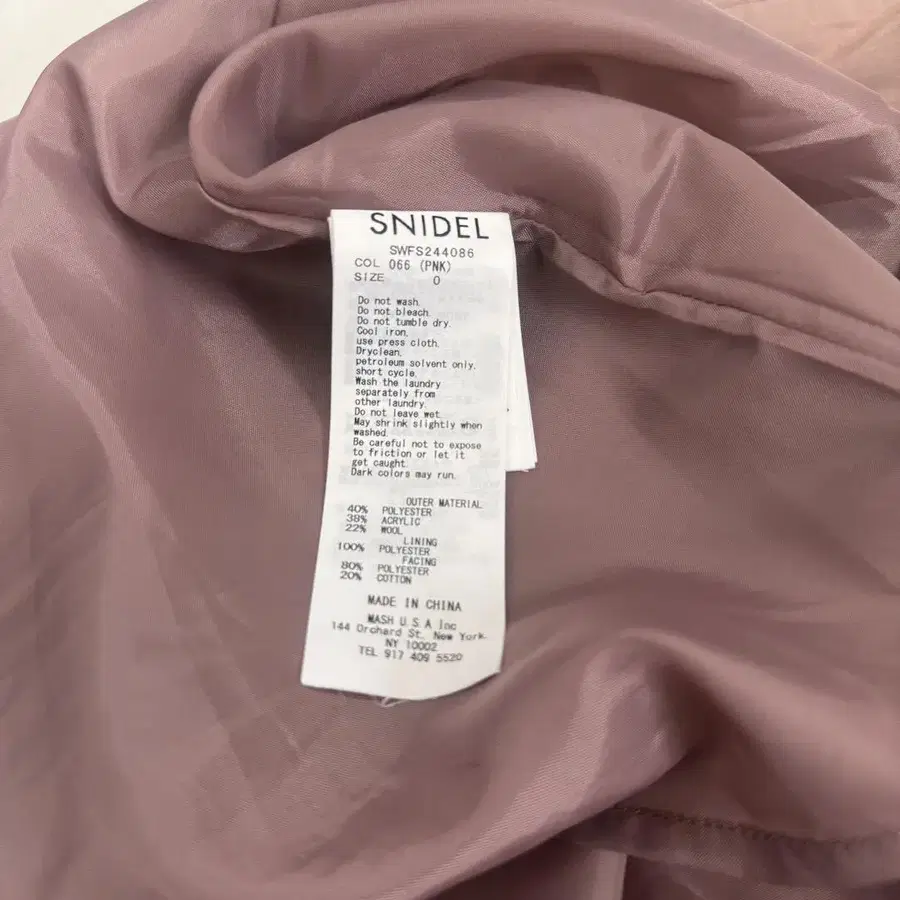 SNIDEL
SWFS244086
COL 066 (PNK)
SIZE 0
Do not wash.
Do not bleach.
Do not tumble dry.
Cool iron,
use press cloth.
Dryclean,
petroleum solvent only.
short cycle.
Wash the laundry
separately from
other laundry.
Do not leave wet.
May shrink slightly when
washed.
Be careful not to expose
to friction or let it
get caught.
Dark colors may run.
OUTER MATERIAL
40% POLYESTER
38% ACRYLIC
22% WOOL
LINING
100% POLYESTER
FACING
80% POLYESTER
20% COTTON
MADE IN CHINA
MASH U.S.A Inc
144 Orchard St. New York.
NY 10002
TEL 917 409 5520